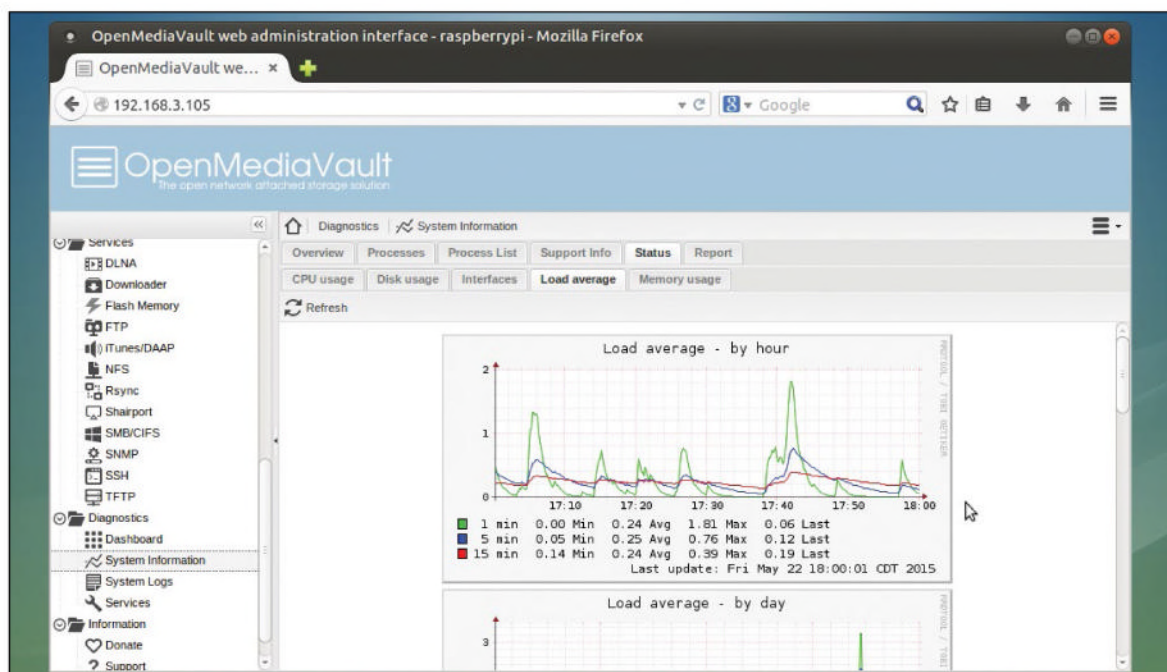 OpenMediaVault web administration interface - raspberrypi - Mozilla Firefox
OpenMediaVault we...
192.168.3.105
Google
OpenMediaVault
The open network attached storage solution
Diagnostics | System Information
Overview Processes Process List Support Info Status Report
CPU usage Disk usage Interfaces Load average Memory usage
Refresh
Services
DLNA
Downloader
Flash Memory
FTP
iTunes/DAAP
NFS
Rsync
Shairport
SMB/CIFS
SNMP
SSH
TFTP
Diagnostics
Dashboard
System Information
System Logs
Services
Information
Donate
Support
Load average - by hour
2
1
0
17:10 17:20 17:30 17:40 17:50 18:00
1 min 0.00 Min 0.24 Avg 1.81 Max 0.06 Last
5 min 0.05 Min 0.25 Avg 0.76 Max 0.12 Last
15 min 0.14 Min 0.24 Avg 0.39 Max 0.19 Last
Last update: Fri May 22 18:00:01 CDT 2015
RRDTOOL / TOBI OETIKER
Load average - by day
3